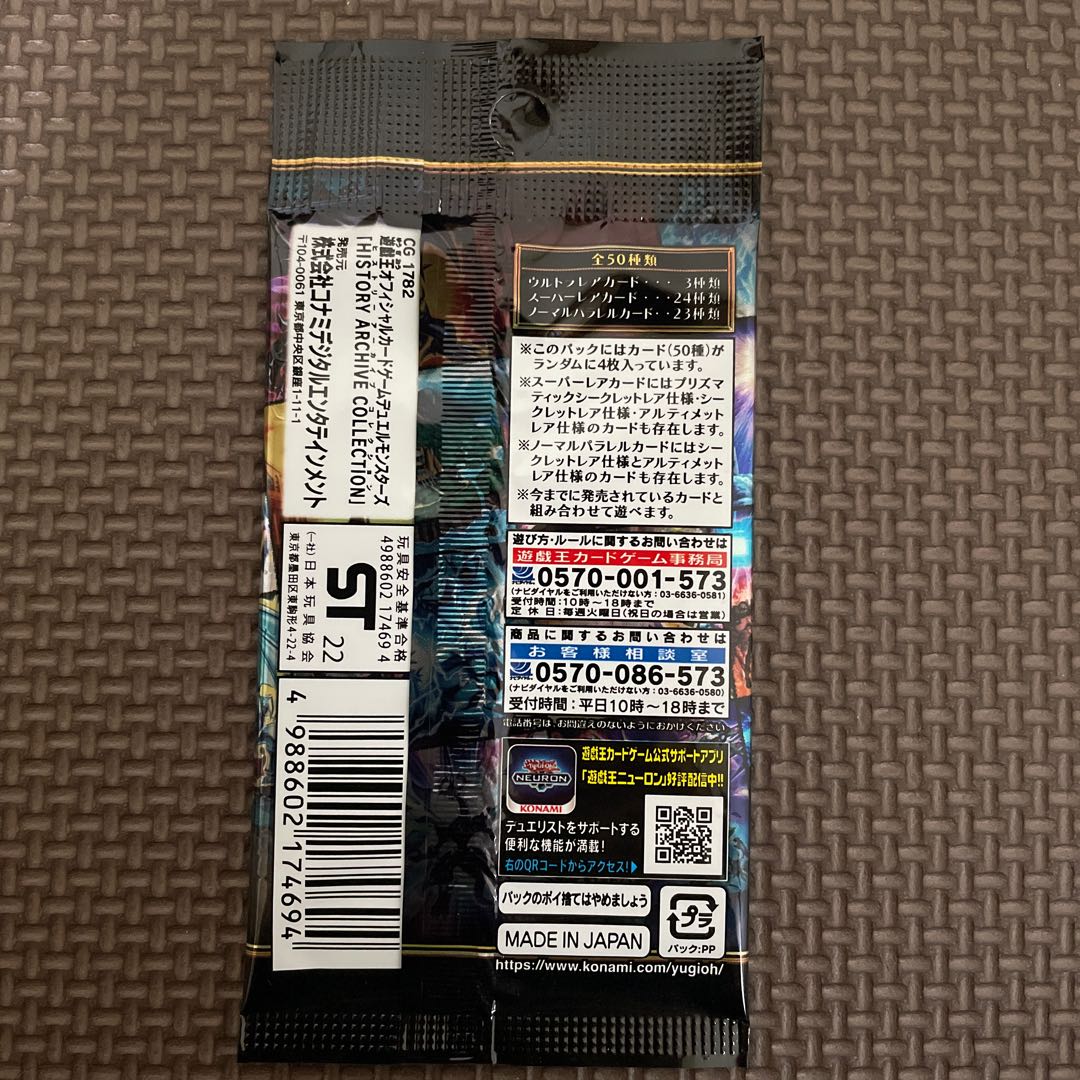 CG 1782
遊戯王オフィシャルカードゲームデュエルモンスターズ
ヒストリー アーカイブ コレクション
「HISTORY ARCHIVE COLLECTION」
発売元
株式会社コナミデジタルエンタテインメント
〒104-0061 東京都中央区銀座1-11-1
玩具安全基準合格
4988602 17469 4
ST 22
(一社)日本玩具協会
東京都墨田区東駒形4-22-4
4 988602 174694
全50種類
ウルトラレアカード・・・ 3種類
スーパーレアカード・・・24種類
ノーマルパラレルカード・・23種類
※このパックにはカード(50種)が
ランダムに4枚入っています。
※スーパーレアカードにはプリズマ
ティックシークレットレア仕様・シー
クレットレア仕様・アルティメット
レア仕様のカードも存在します。
※ノーマルパラレルカードにはシー
クレットレア仕様とアルティメット
レア仕様のカードも存在します。
※今までに発売されているカードと
組み合わせて遊べます。
遊び方・ルールに関するお問い合わせは
遊戯王カードゲーム事務局
0570-001-573
(ナビダイヤルをご利用いただけない方:03-6636-0581)
受付時間:10時〜18時まで
定休日:毎週火曜日(祝日の場合は営業)
商品に関するお問い合わせは
お客様相談室
0570-086-573
(ナビダイヤルをご利用いただけない方:03-6636-0580)
受付時間:平日10時〜18時まで
電話番号は、お間違えのないようにおかけください
遊戯王カードゲーム公式サポートアプリ
「遊戯王ニューロン」好評配信中!!
NEURON
KONAMI
デュエリストをサポートする
便利な機能が満載!
右のQRコードからアクセス!▶
パックのポイ捨てはやめましょう
プラ
パック:PP
MADE IN JAPAN
https://www.konami.com/yugioh/